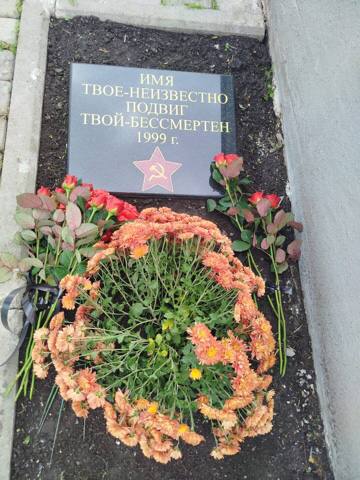 ИМЯ
ТВОЕ-НЕИЗВЕСТНО
ПОДВИГ
ТВОЙ-БЕССМЕРТЕН
1999 г.